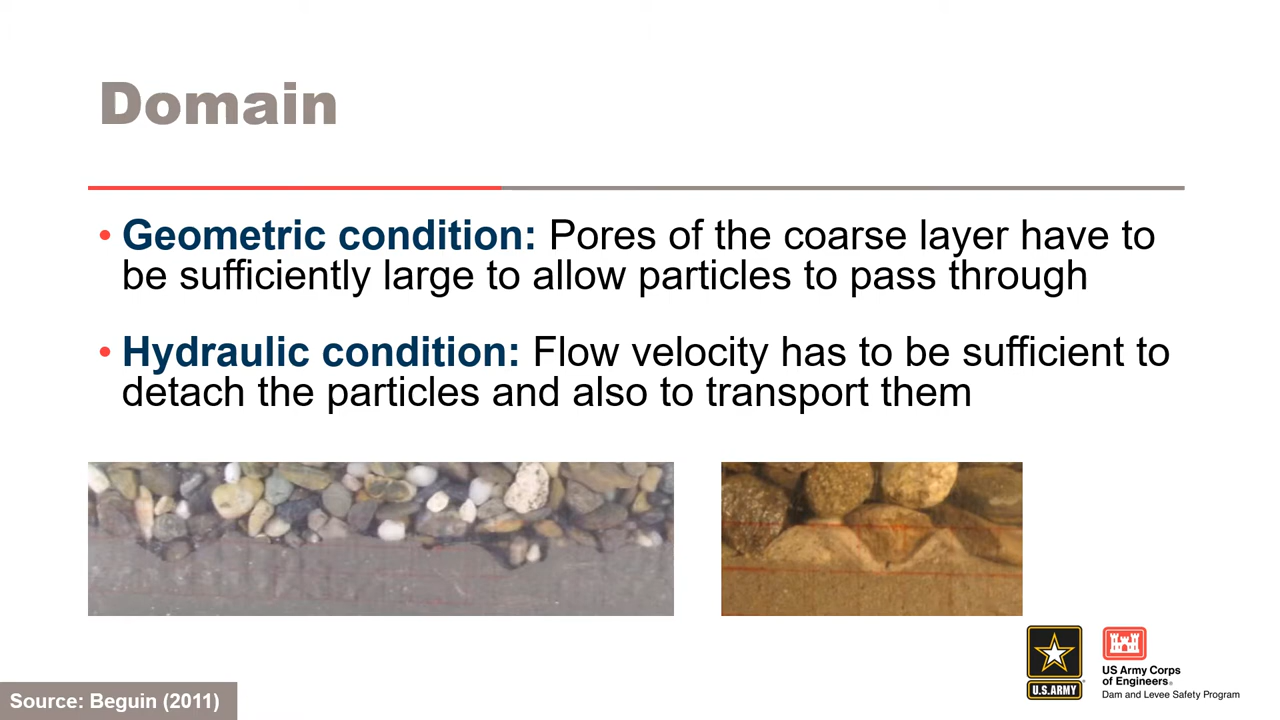 Domain
• Geometric condition: Pores of the coarse layer have to
be sufficiently large to allow particles to pass through
• Hydraulic condition: Flow velocity has to be sufficient to
detach the particles and also to transport them
U.S.ARMY
US Army Corps
of Engineers®
Dam and Levee Safety Program
Source: Beguin (2011)